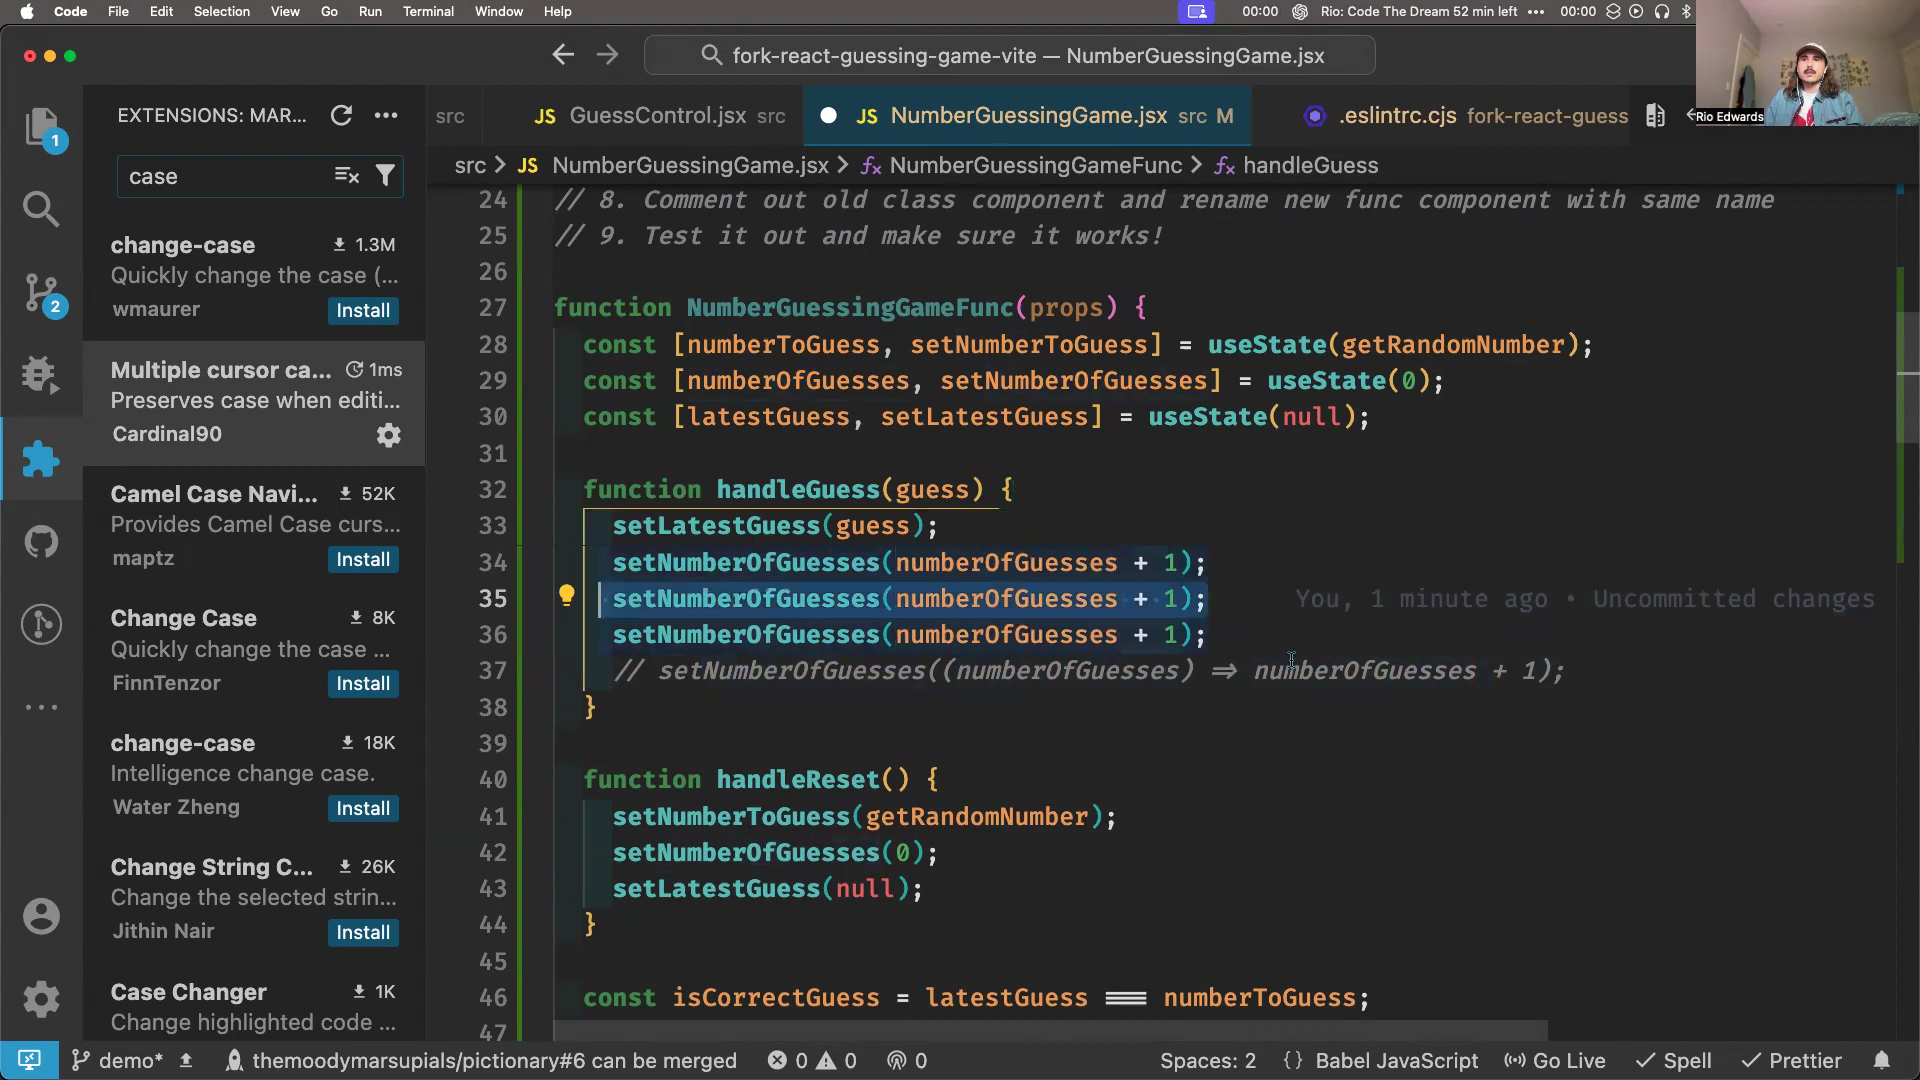 Code File Edit Selection View Go Run Terminal Window Help 00:00 Rio: Code The Dream 52 min left ••• 00:00
fork-react-guessing-game-vite — NumberGuessingGame.jsx
Rio Edwards
EXTENSIONS: MAR...
src JS GuessControl.jsx src JS NumberGuessingGame.jsx src M .eslintrc.cjs fork-react-guess
src > JS NumberGuessingGame.jsx > NumberGuessingGameFunc > handleGuess
1
2
case
change-case 1.3M
Quickly change the case (...
wmaurer Install
Multiple cursor ca... 1ms
Preserves case when editi...
Cardinal90
Camel Case Navi... 52K
Provides Camel Case curs...
maptz Install
Change Case 8K
Quickly change the case ...
FinnTenzor Install
change-case 18K
Intelligence change case.
Water Zheng Install
Change String C... 26K
Change the selected strin...
Jithin Nair Install
Case Changer 1K
Change highlighted code ...
24 // 8. Comment out old class component and rename new func component with same name
25 // 9. Test it out and make sure it works!
26
27 function NumberGuessingGameFunc(props) {
28 const [numberToGuess, setNumberToGuess] = useState(getRandomNumber);
29 const [numberOfGuesses, setNumberOfGuesses] = useState(0);
30 const [latestGuess, setLatestGuess] = useState(null);
31
32 function handleGuess(guess) {
33 setLatestGuess(guess);
34 setNumberOfGuesses(numberOfGuesses + 1);
35 setNumberOfGuesses(numberOfGuesses + 1); You, 1 minute ago • Uncommitted changes
36 setNumberOfGuesses(numberOfGuesses + 1);
37 // setNumberOfGuesses((numberOfGuesses) => numberOfGuesses + 1);
38 }
39
40 function handleReset() {
41 setNumberToGuess(getRandomNumber);
42 setNumberOfGuesses(0);
43 setLatestGuess(null);
44 }
45
46 const isCorrectGuess = latestGuess === numberToGuess;
47
demo* themoodymarsupials/pictionary#6 can be merged 0 0 0 Spaces: 2 {} Babel JavaScript Go Live Spell Prettier